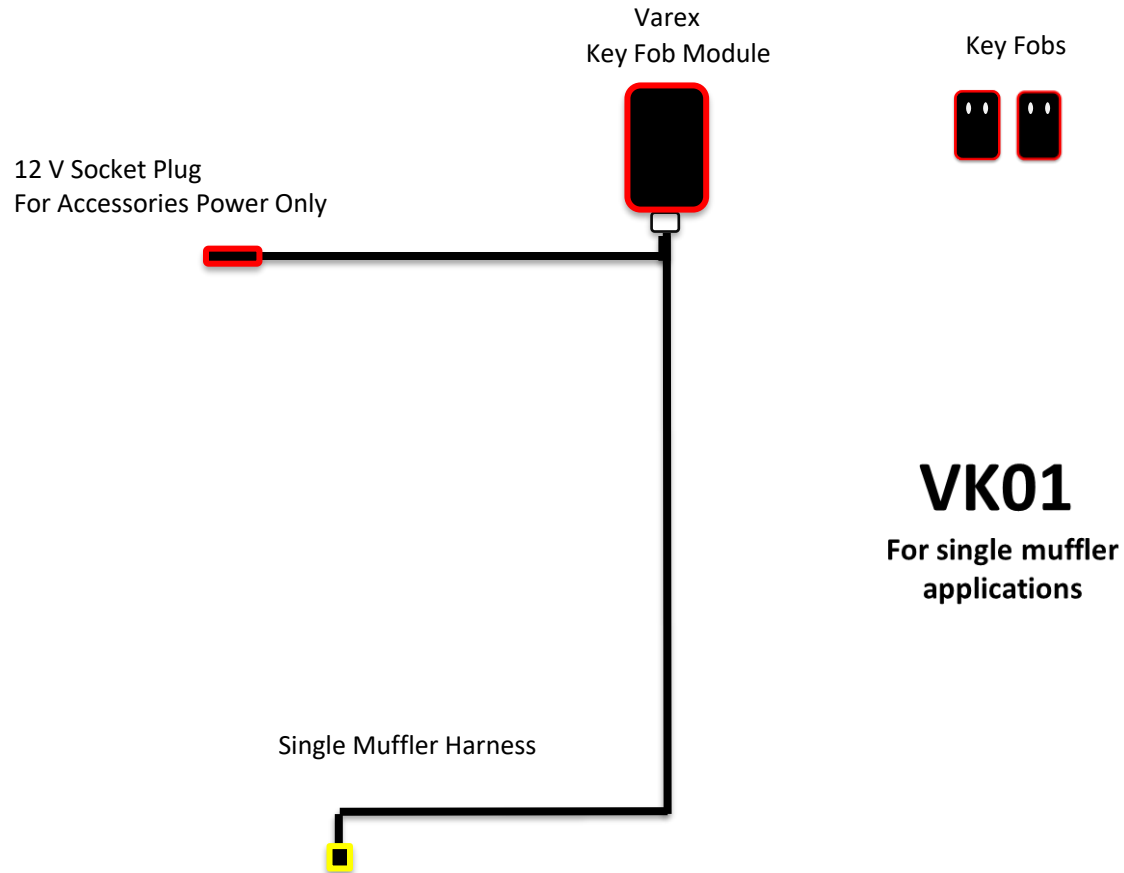 Varex
Key Fob Module
Key Fobs
12 V Socket Plug
For Accessories Power Only
VK01
For single muffler
applications
Single Muffler Harness